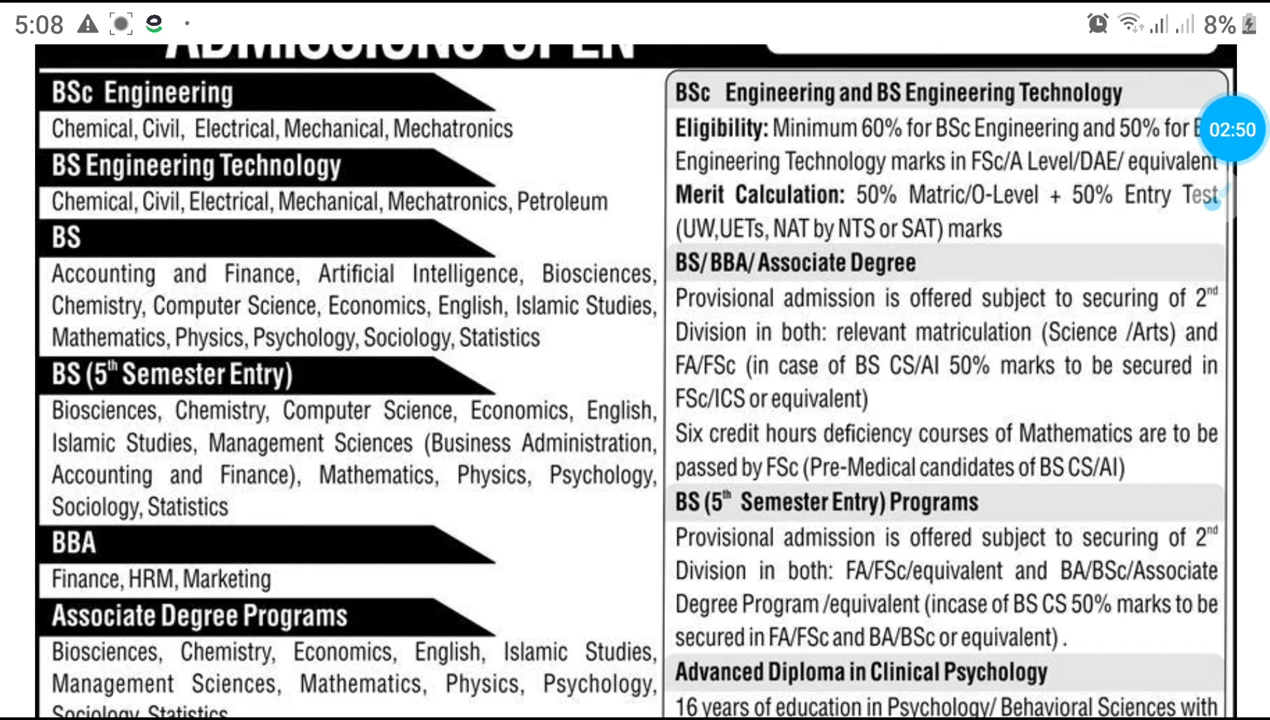 5:08
8%
ADMISSIONS OPEN
BSc Engineering
Chemical, Civil, Electrical, Mechanical, Mechatronics
BS Engineering Technology
Chemical, Civil, Electrical, Mechanical, Mechatronics, Petroleum
BS
Accounting and Finance, Artificial Intelligence, Biosciences,
Chemistry, Computer Science, Economics, English, Islamic Studies,
Mathematics, Physics, Psychology, Sociology, Statistics
BS (5th Semester Entry)
Biosciences, Chemistry, Computer Science, Economics, English,
Islamic Studies, Management Sciences (Business Administration,
Accounting and Finance), Mathematics, Physics, Psychology,
Sociology, Statistics
BBA
Finance, HRM, Marketing
Associate Degree Programs
Biosciences, Chemistry, Economics, English, Islamic Studies,
Management Sciences, Mathematics, Physics, Psychology,
Sociology, Statistics
BSc Engineering and BS Engineering Technology
02:50
Eligibility: Minimum 60% for BSc Engineering and 50% for
Engineering Technology marks in FSc/A Level/DAE/ equivalent
Merit Calculation: 50% Matric/O-Level + 50% Entry Test
(UW,UETs, NAT by NTS or SAT) marks
BS/ BBA/ Associate Degree
Provisional admission is offered subject to securing of 2nd
Division in both: relevant matriculation (Science /Arts) and
FA/FSc (in case of BS CS/AI 50% marks to be secured in
FSc/ICS or equivalent)
Six credit hours deficiency courses of Mathematics are to be
passed by FSc (Pre-Medical candidates of BS CS/AI)
BS (5th Semester Entry) Programs
Provisional admission is offered subject to securing of 2nd
Division in both: FA/FSc/equivalent and BA/BSc/Associate
Degree Program /equivalent (incase of BS CS 50% marks to be
secured in FA/FSc and BA/BSc or equivalent) .
Advanced Diploma in Clinical Psychology
16 years of education in Psychology/ Behavioral Sciences with